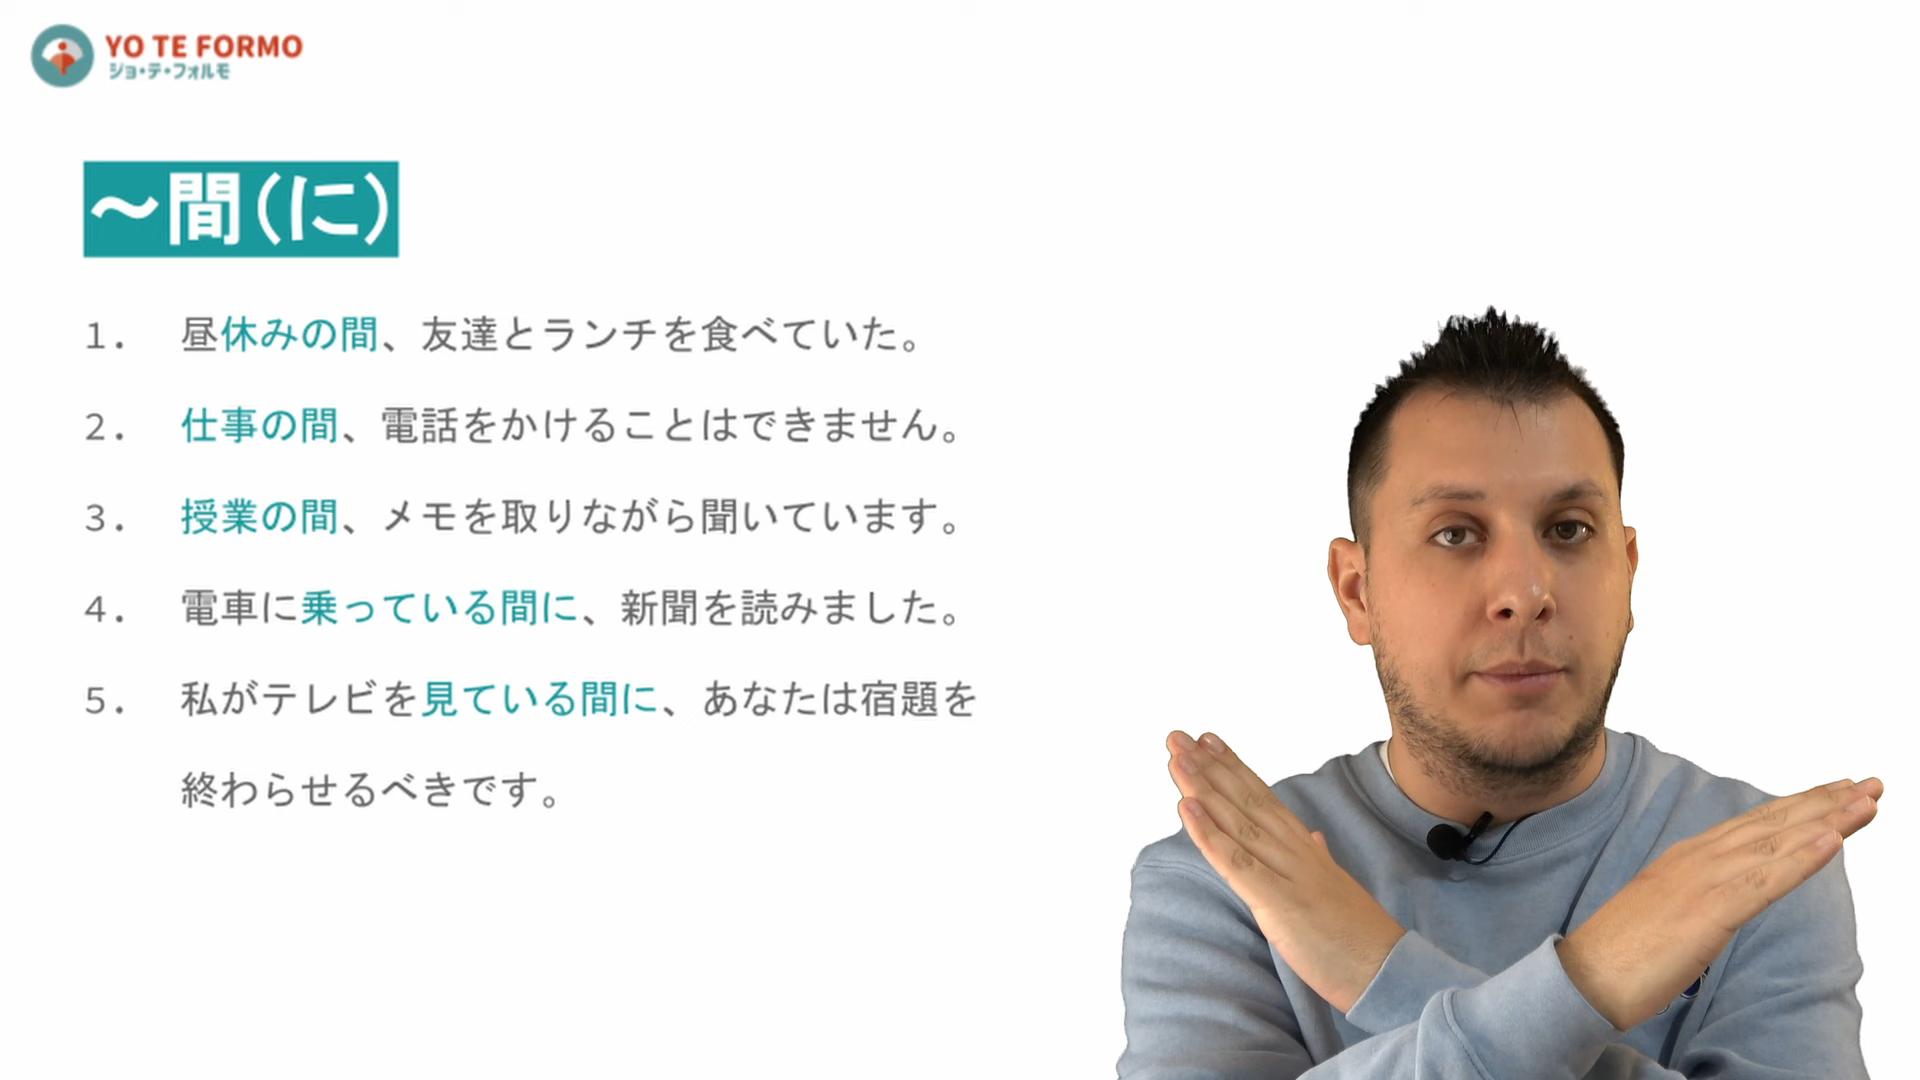 YO TE FORMO
ジョ・テ・フォルモ
～間（に）
1. 昼休みの間、友達とランチを食べていた。
2. 仕事の間、電話をかけることはできません。
3. 授業の間、メモを取りながら聞いています。
4. 電車に乗っている間に、新聞を読みました。
5. 私がテレビを見ている間に、あなたは宿題を
終わらせるべきです。